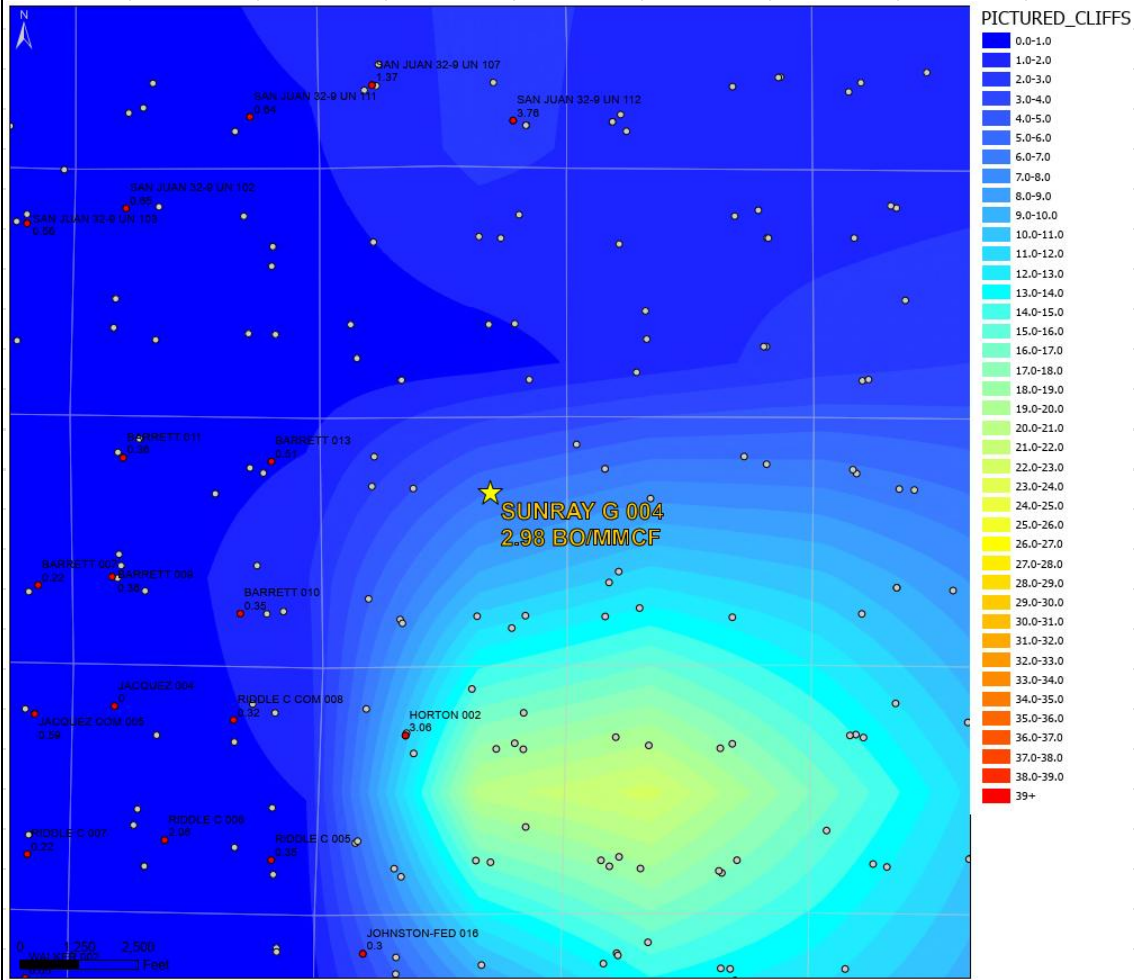 N
PICTURED_CLIFFS
0.0-1.0
1.0-2.0
2.0-3.0
3.0-4.0
4.0-5.0
5.0-6.0
6.0-7.0
7.0-8.0
8.0-9.0
9.0-10.0
10.0-11.0
11.0-12.0
12.0-13.0
13.0-14.0
14.0-15.0
15.0-16.0
16.0-17.0
17.0-18.0
18.0-19.0
19.0-20.0
20.0-21.0
21.0-22.0
22.0-23.0
23.0-24.0
24.0-25.0
25.0-26.0
26.0-27.0
27.0-28.0
28.0-29.0
29.0-30.0
30.0-31.0
31.0-32.0
32.0-33.0
33.0-34.0
34.0-35.0
35.0-36.0
36.0-37.0
37.0-38.0
38.0-39.0
39+
SAN JUAN 32-9 UN 107
1.37
SAN JUAN 32-9 UN 111
0.64
SAN JUAN 32-9 UN 112
3.76
SAN JUAN 32-9 UN 102
SAN JUAN 32-9 UN
BARRETT 011
BARRETT 013
0.51
SUNRAY G 004
2.98 BO/MMCF
BARRETT 007
0.22
BARRETT 009
BARRETT 010
0.35
JACQUEZ 004
0
JACQUEZ COM 005
0.59
RIDDLE C COM 008
0.32
HORTON 002
3.06
RIDDLE C 006
2.06
RIDDLE C 007
0.22
RIDDLE C 005
JOHNSTON-FED 016
0.3
0 1,250 2,500
Feet